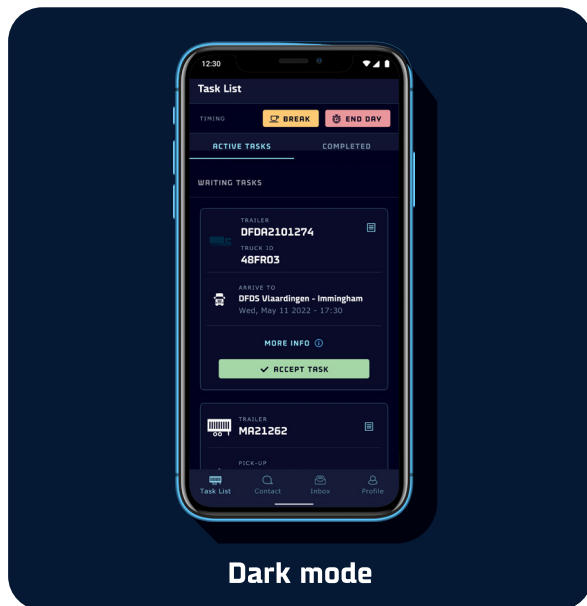 12:30
Task List
TIMING
BREAK
END DAY
ACTIVE TASKS
COMPLETED
WAITING TASKS
TRAILER
DFDA2101274
TRUCK ID
48FR03
ARRIVE TO
DFDS Vlaardingen - Immingham
Wed, May 11 2022 - 17:30
MORE INFO
ACCEPT TASK
TRAILER
MA21262
PICK-UP
Task List
Contact
Inbox
Profile
Dark mode